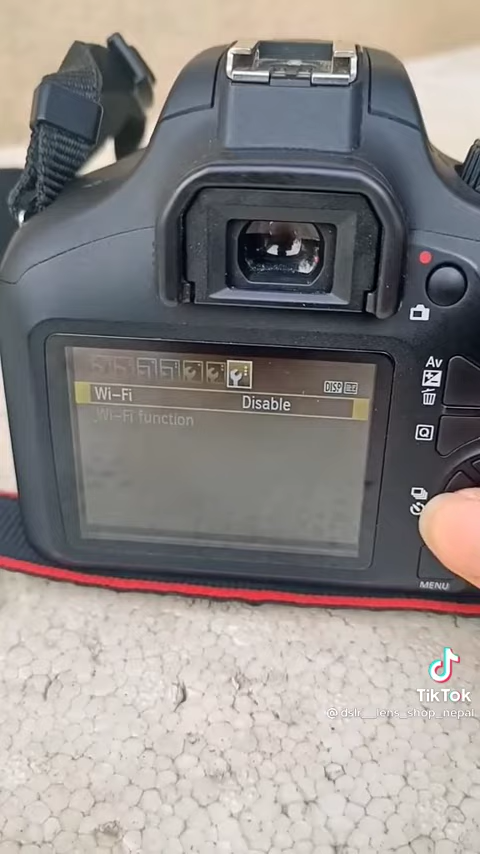 DISP
Wi-Fi Disable
Wi-Fi function
Av
Q
MENU
TikTok
@dslr__lens_shop_nepal